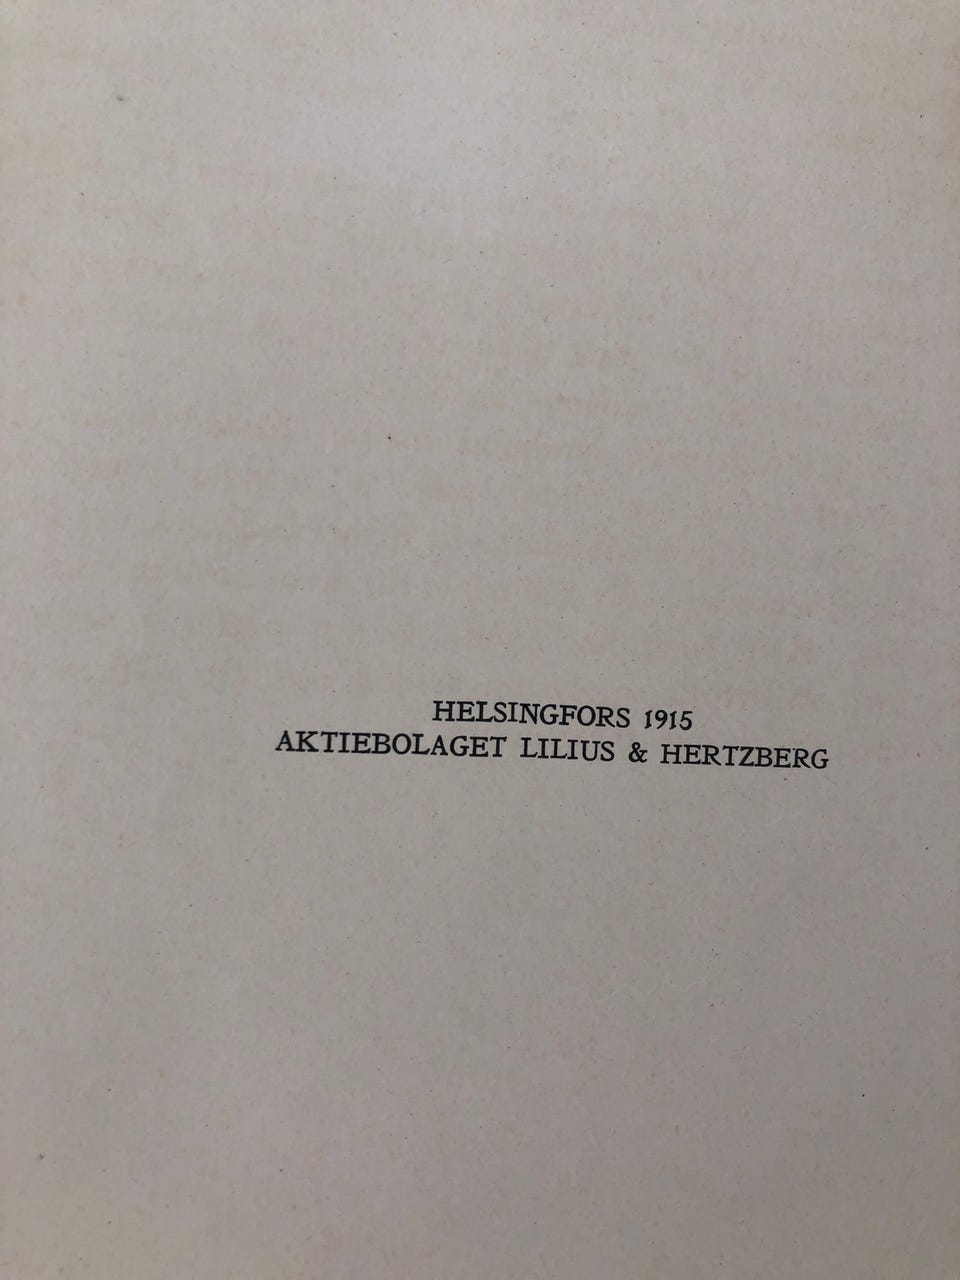 HELSINGFORS 1915
AKTIEBOLAGET LILIUS & HERTZBERG